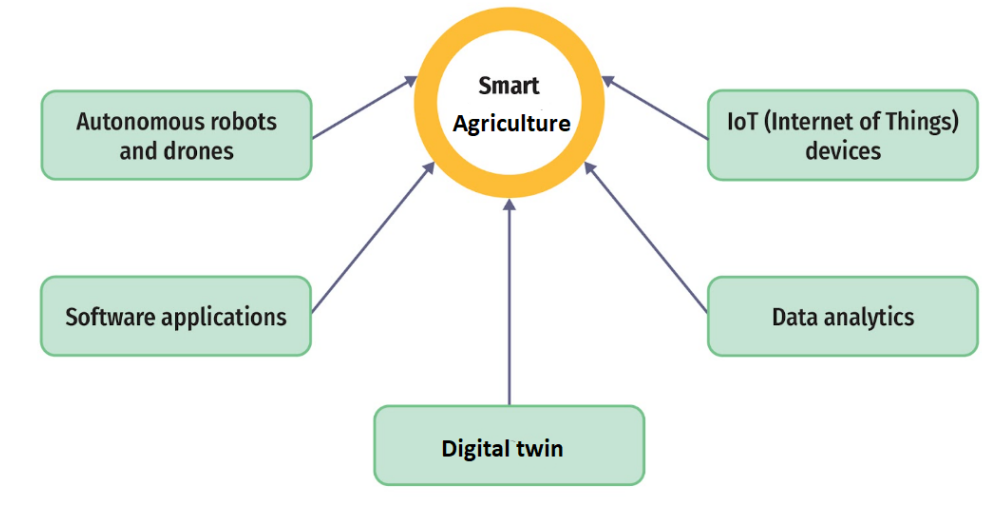 Smart
Agriculture
Autonomous robots
and drones
IoT (Internet of Things)
devices
Software applications
Data analytics
Digital twin